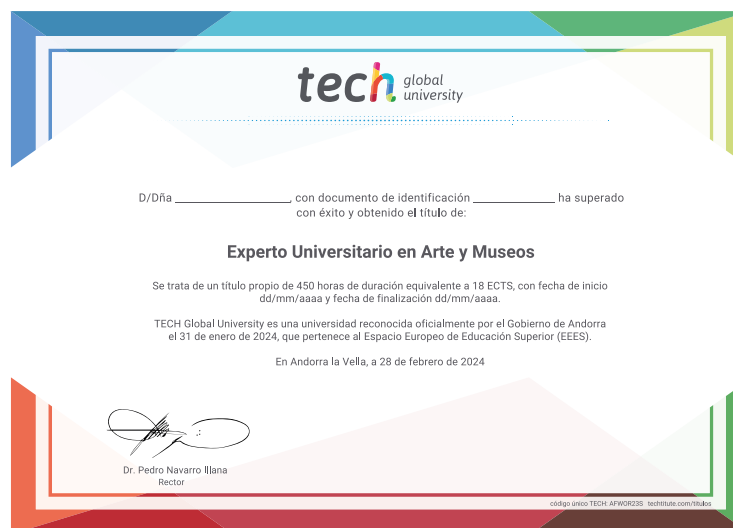 tech global university
D/Dña ____________________, con documento de identificación ______________ ha superado
con éxito y obtenido el título de:
Experto Universitario en Arte y Museos
Se trata de un título propio de 450 horas de duración equivalente a 18 ECTS, con fecha de inicio
dd/mm/aaaa y fecha de finalización dd/mm/aaaa.
TECH Global University es una universidad reconocida oficialmente por el Gobierno de Andorra
el 31 de enero de 2024, que pertenece al Espacio Europeo de Educación Superior (EEES).
En Andorra la Vella, a 28 de febrero de 2024
Dr. Pedro Navarro Illana
Rector
código único TECH: AFWOR23S techtitute.com/titulos